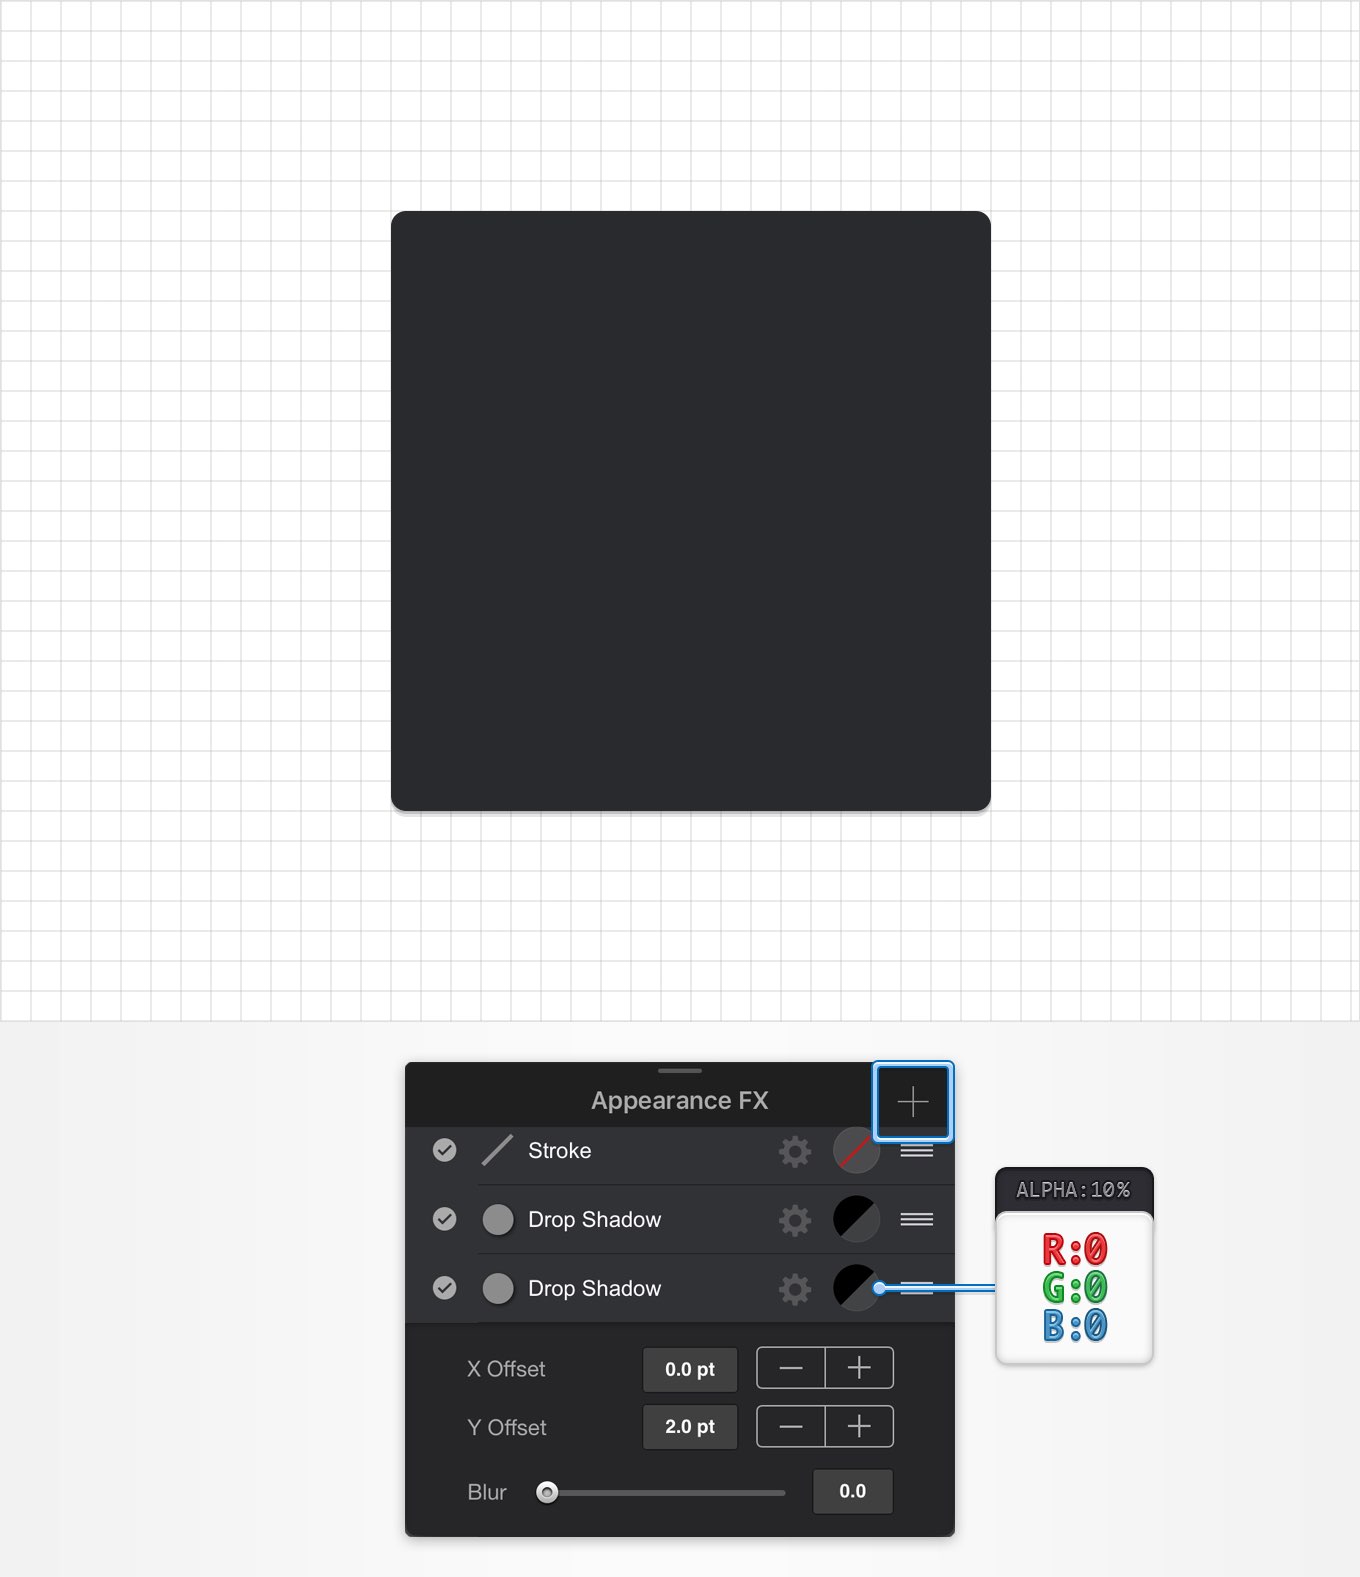 Appearance FX
Stroke
Drop Shadow
ALPHA:10%
R:0
G:0
B:0
Drop Shadow
X Offset 0.0 pt
Y Offset 2.0 pt
Blur 0.0